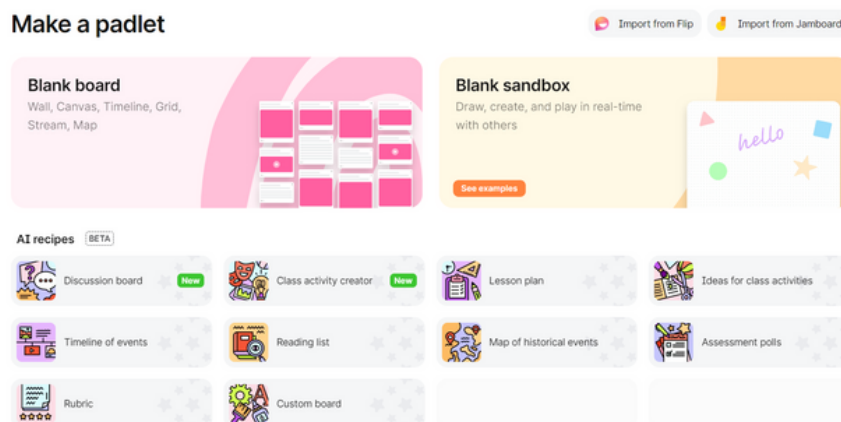 Make a padlet
Import from Flip
Import from Jamboard
Blank board
Wall, Canvas, Timeline, Grid,
Stream, Map
Blank sandbox
Draw, create, and play in real-time
with others
hello
See examples
AI recipes BETA
Discussion board New
Class activity creator New
Lesson plan
Ideas for class activities
Timeline of events
Reading list
Map of historical events
Assessment polls
Rubric
Custom board